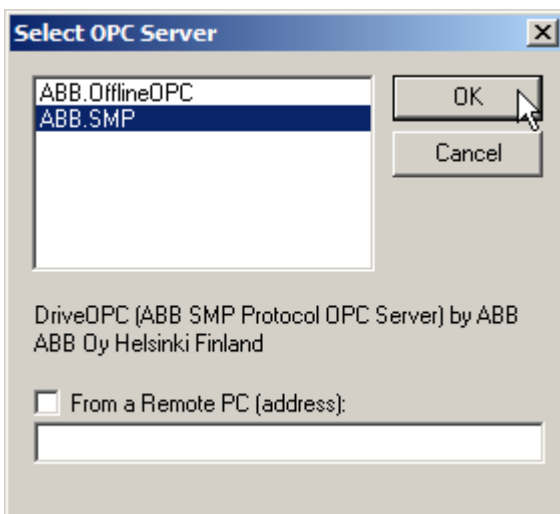 Select OPC Server
ABB.OfflineOPC
ABB.SMP
OK
Cancel
DriveOPC (ABB SMP Protocol OPC Server) by ABB
ABB Oy Helsinki Finland
From a Remote PC (address):